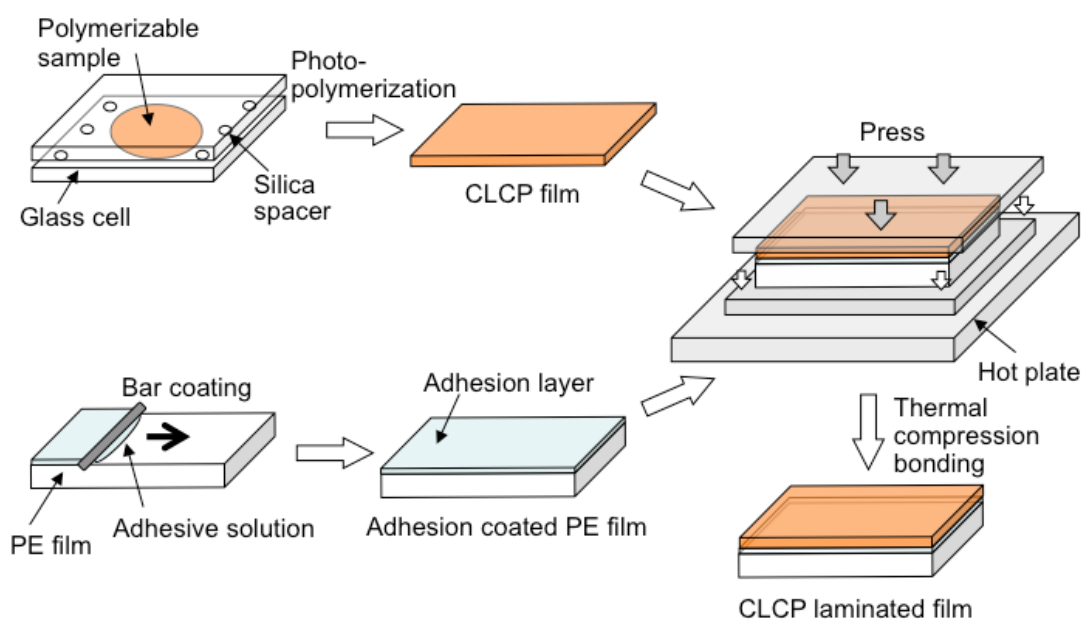 Polymerizable
sample
Photo-
polymerization
Silica
spacer
Glass cell
CLCP film
Press
Hot plate
Bar coating
Adhesion layer
PE film
Adhesive solution
Adhesion coated PE film
Thermal
compression
bonding
CLCP laminated film